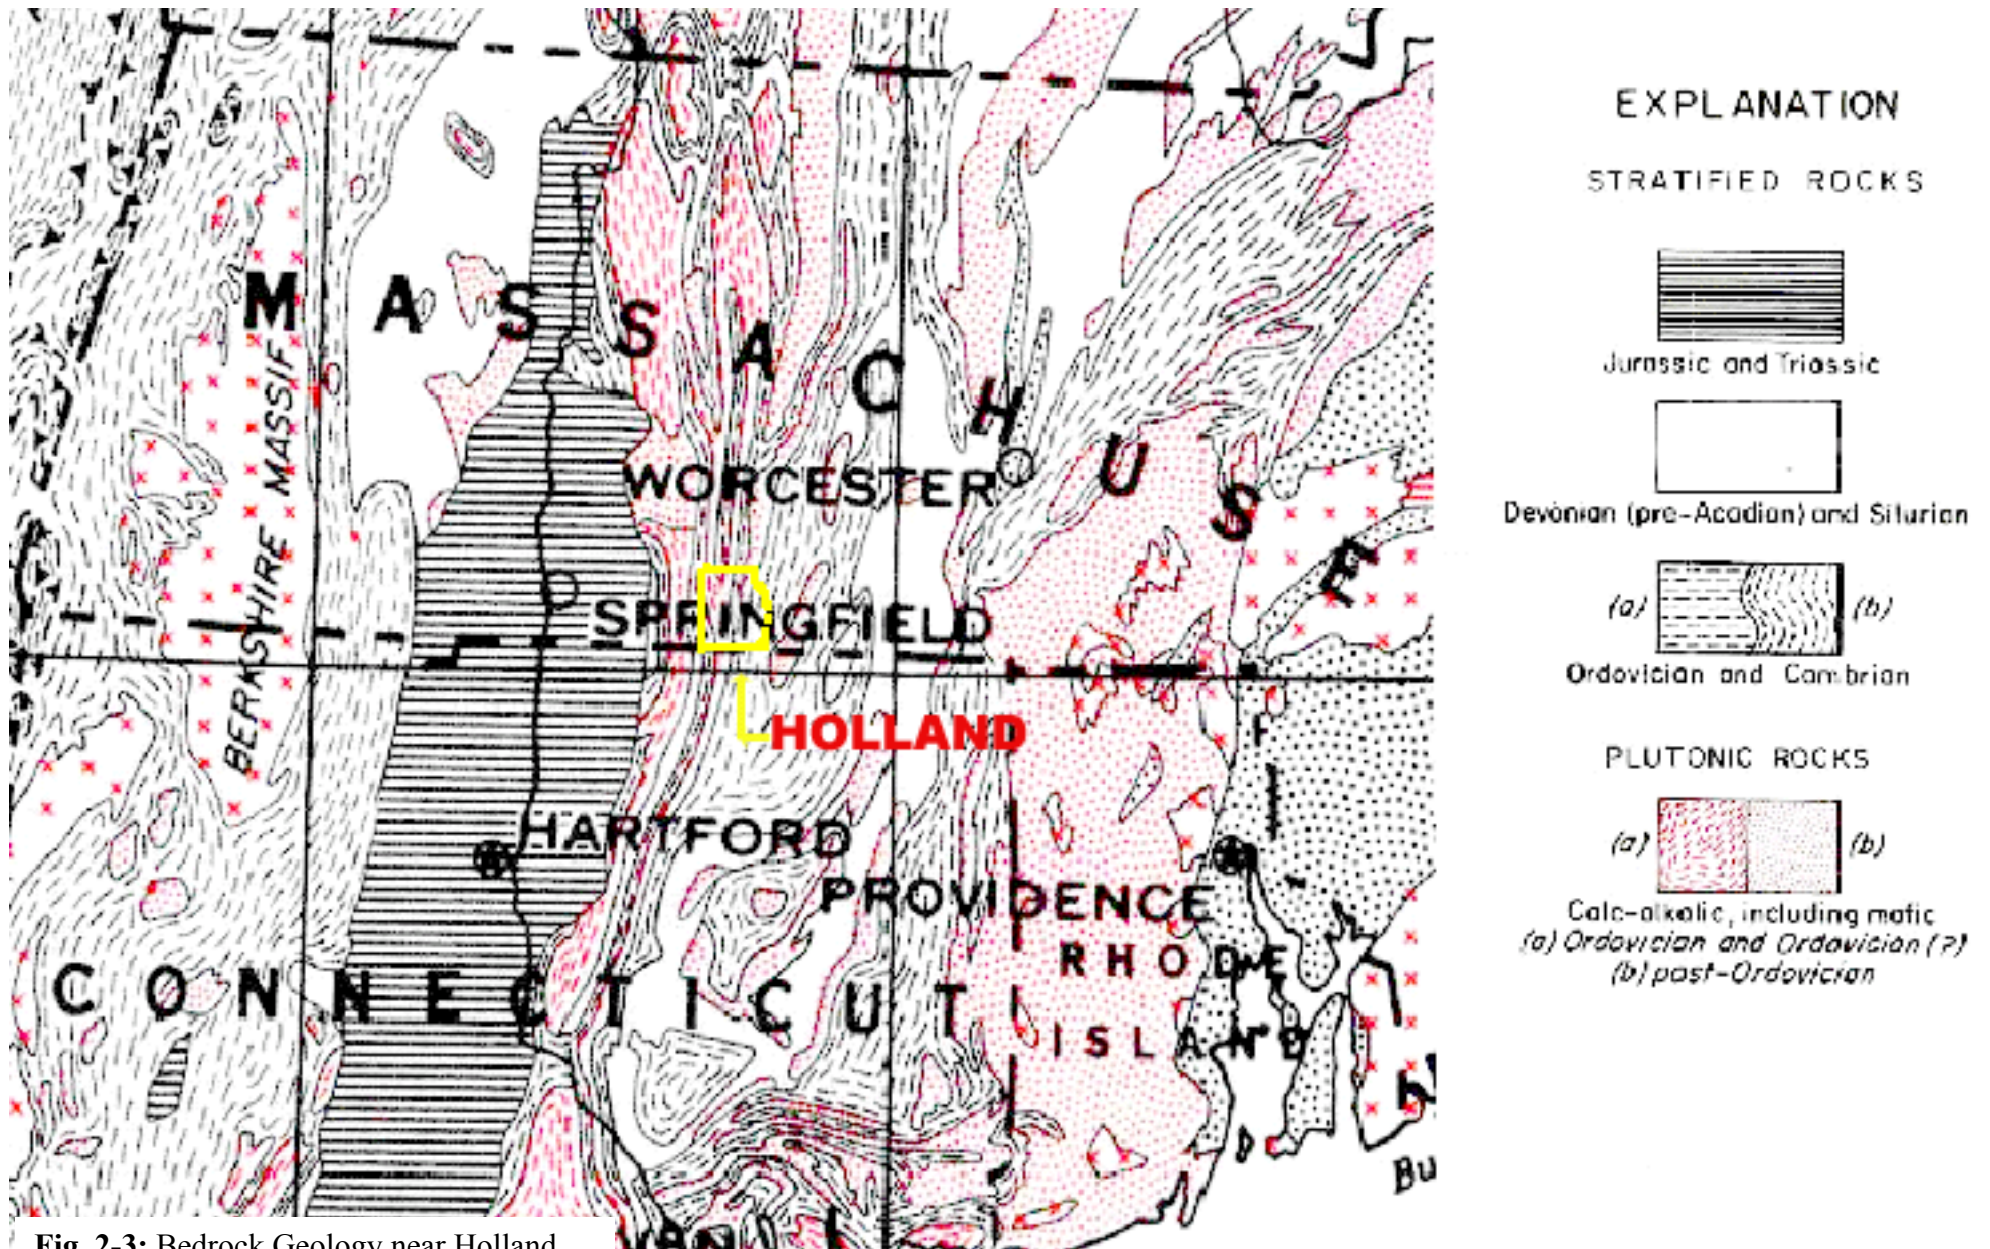 MASSACHUSE
BERKSHIRE MASSIF
WORCESTER
SPRINGFIELD
HOLLAND
HARTFORD
PROVIDENCE
RHODE
ISLAND
CONNECTICUT
Fig. 2-3: Bedrock Geology near Holland
EXPLANATION
STRATIFIED ROCKS
Jurassic and Triassic
Devonian (pre-Acadian) and Silurian
(a) (b)
Ordovician and Cambrian
PLUTONIC ROCKS
(a) (b)
Calc-alkalic, including mafic
(a) Ordovician and Ordovician (?)
(b) post-Ordovician